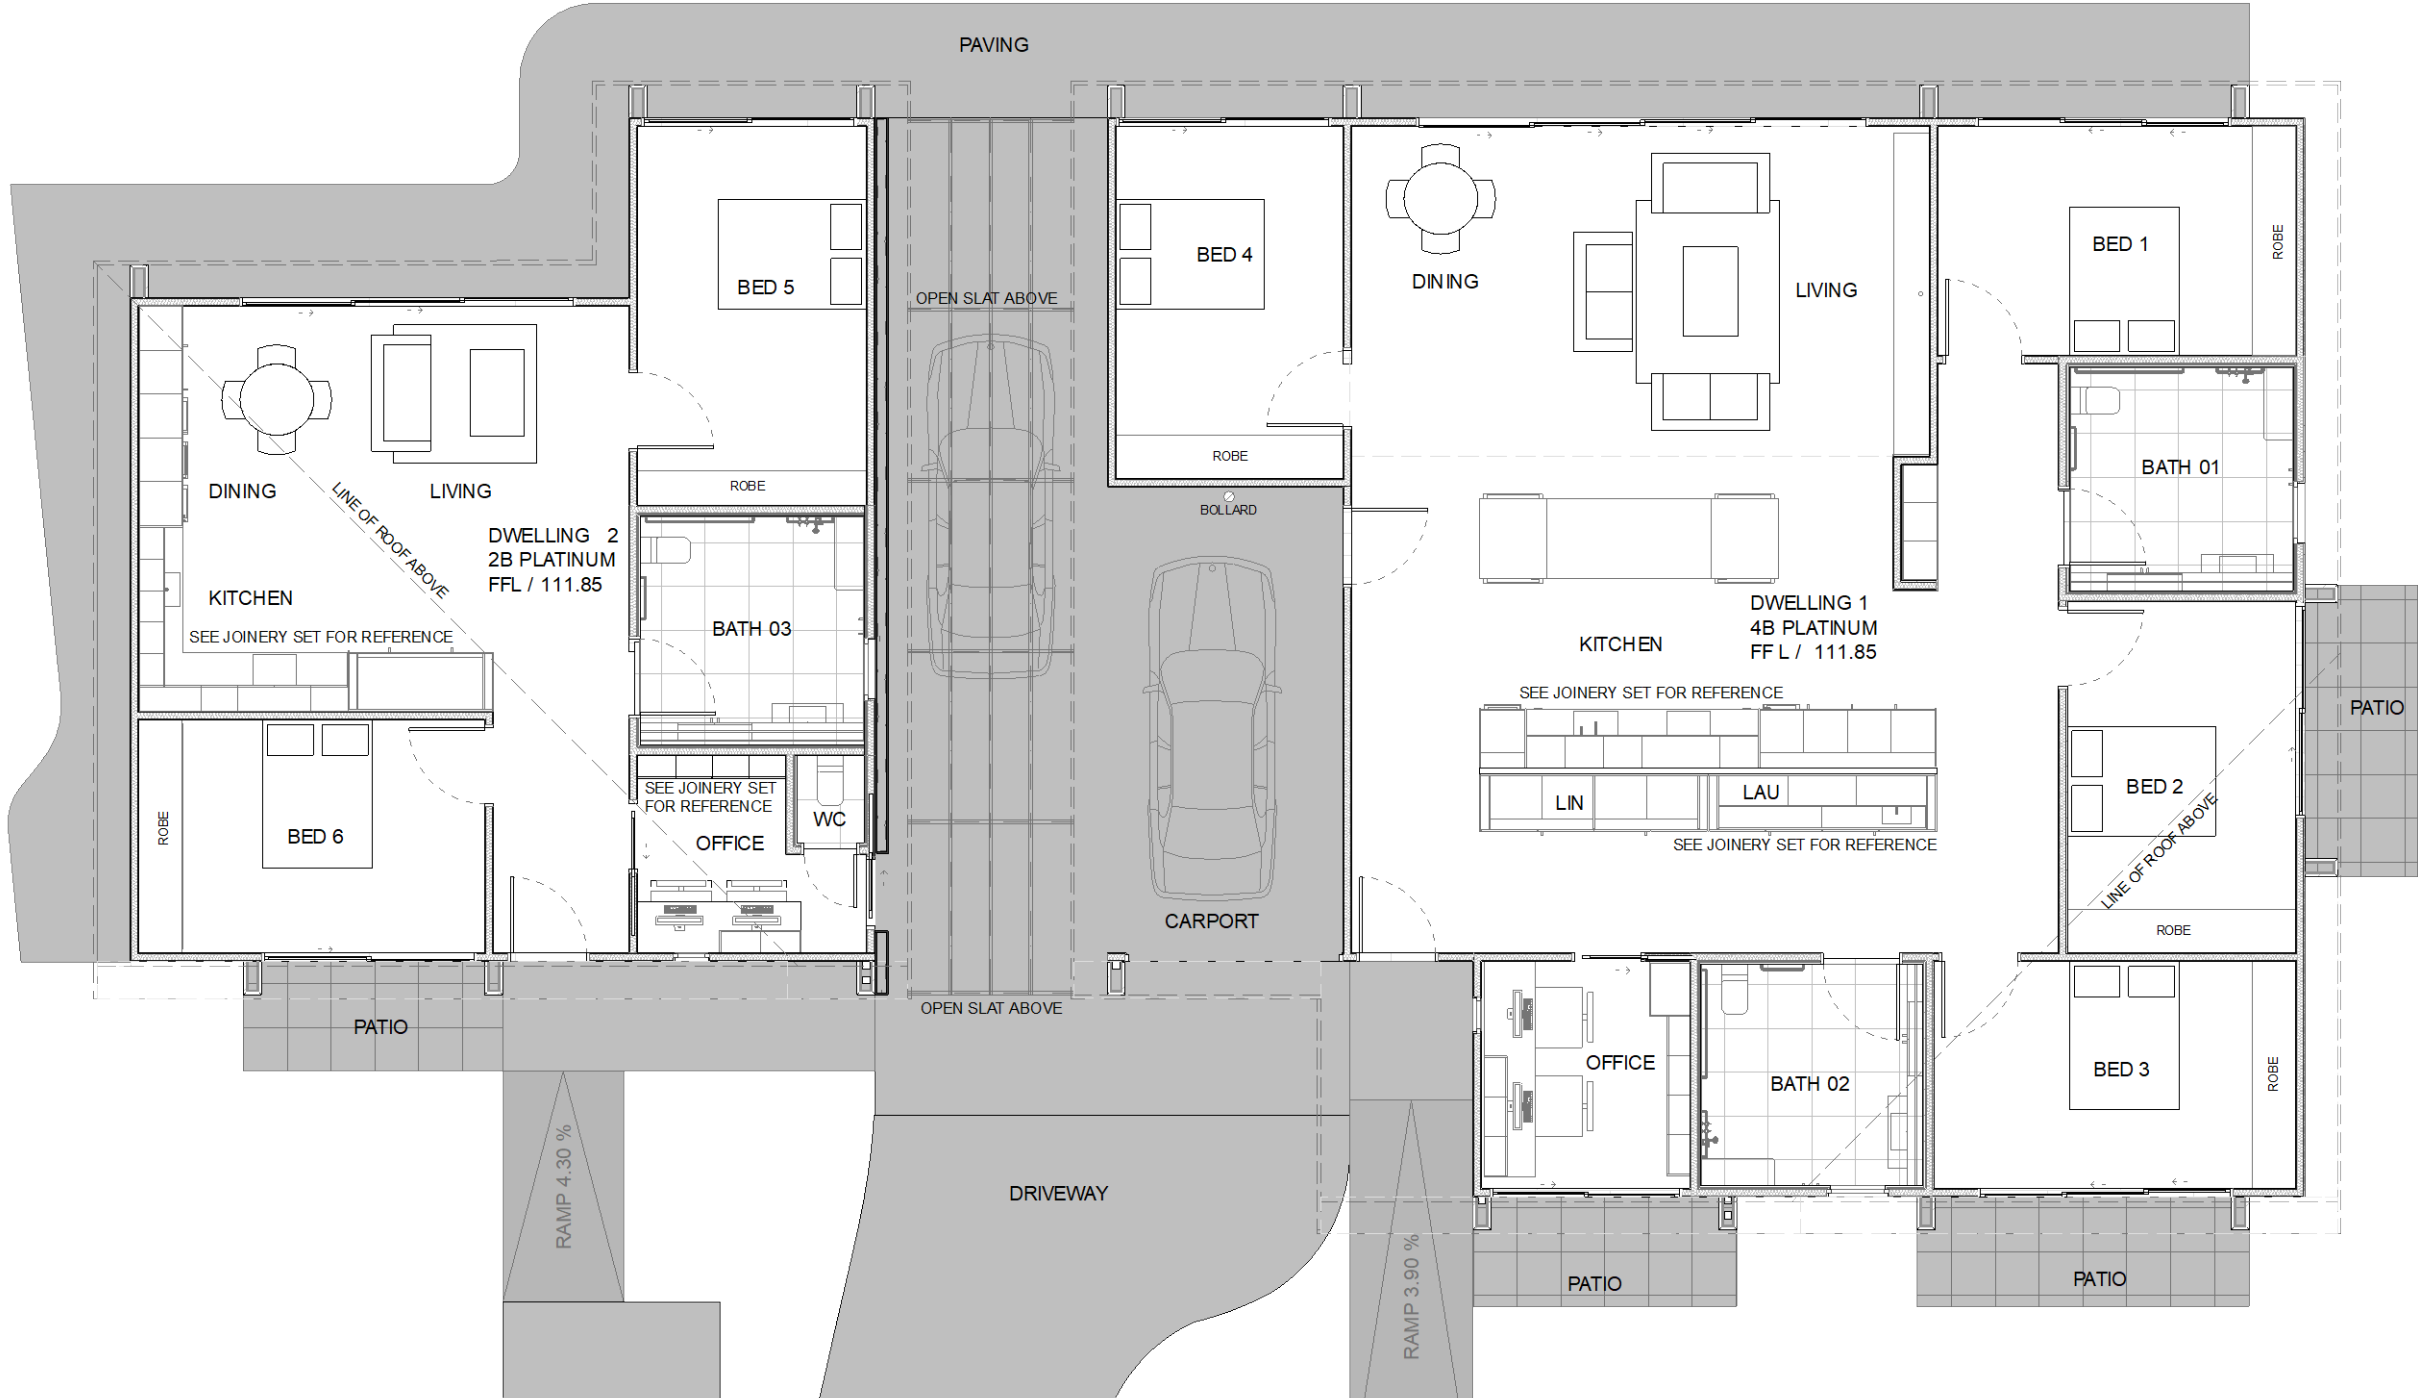 PAVING
BED 5
OPEN SLAT ABOVE
BED 4
DINING
LIVING
BED 1
ROBE
DINING
LIVING
LINE OF ROOF ABOVE
ROBE
ROBE
BOLLARD
BATH 01
DWELLING 2
2B PLATINUM
FFL / 111.85
KITCHEN
SEE JOINERY SET FOR REFERENCE
BATH 03
DWELLING 1
4B PLATINUM
FF L / 111.85
KITCHEN
SEE JOINERY SET FOR REFERENCE
PATIO
ROBE
BED 6
SEE JOINERY SET
FOR REFERENCE
WC
OFFICE
LIN
LAU
SEE JOINERY SET FOR REFERENCE
BED 2
LINE OF ROOF ABOVE
ROBE
CARPORT
PATIO
OPEN SLAT ABOVE
OFFICE
BATH 02
BED 3
ROBE
RAMP 4.30 %
DRIVEWAY
RAMP 3.90 %
PATIO
PATIO